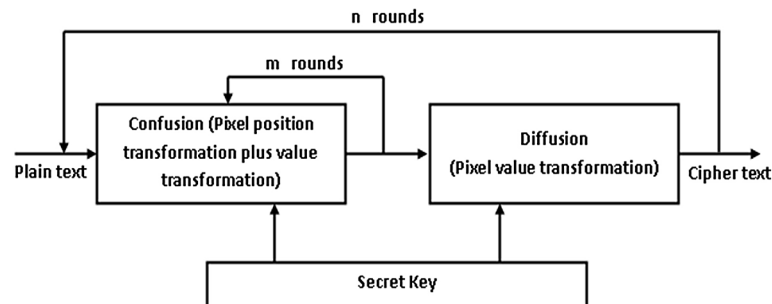 n rounds
m rounds
Confusion (Pixel position
transformation plus value
transformation)
Diffusion
(Pixel value transformation)
Plain text
Cipher text
Secret Key